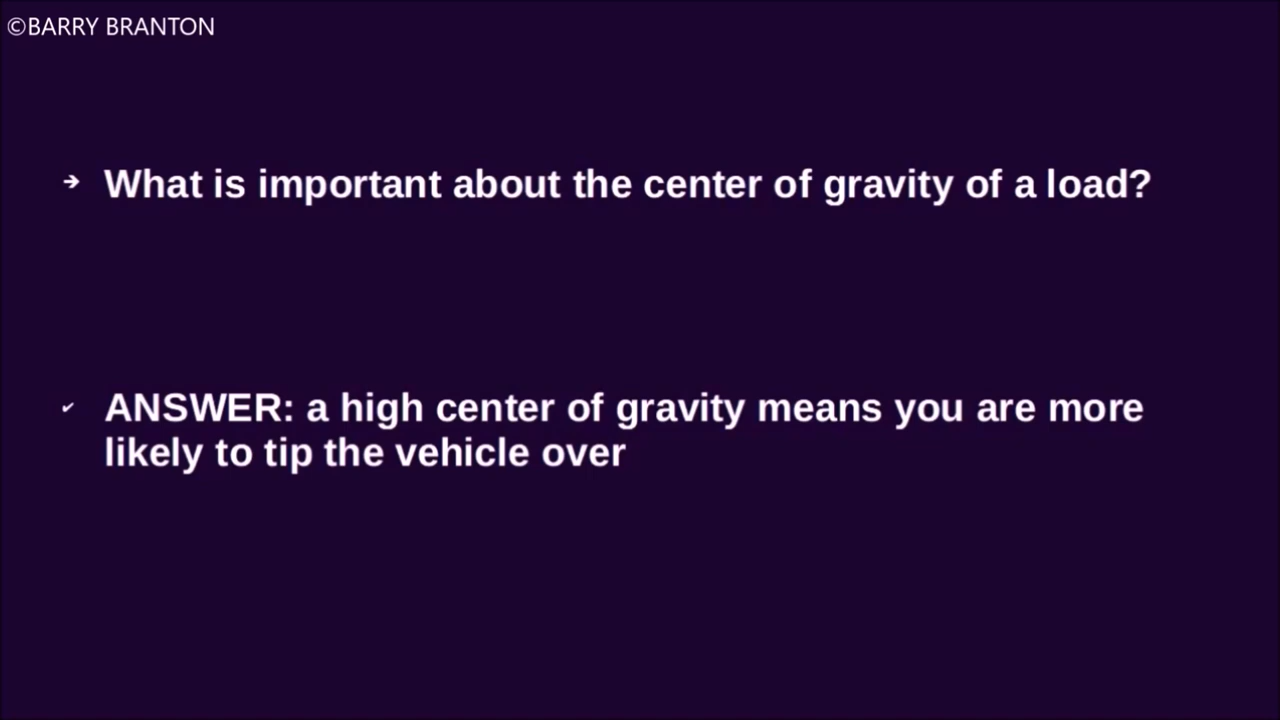 ©BARRY BRANTON
➔ What is important about the center of gravity of a load?
✔ ANSWER: a high center of gravity means you are more
likely to tip the vehicle over